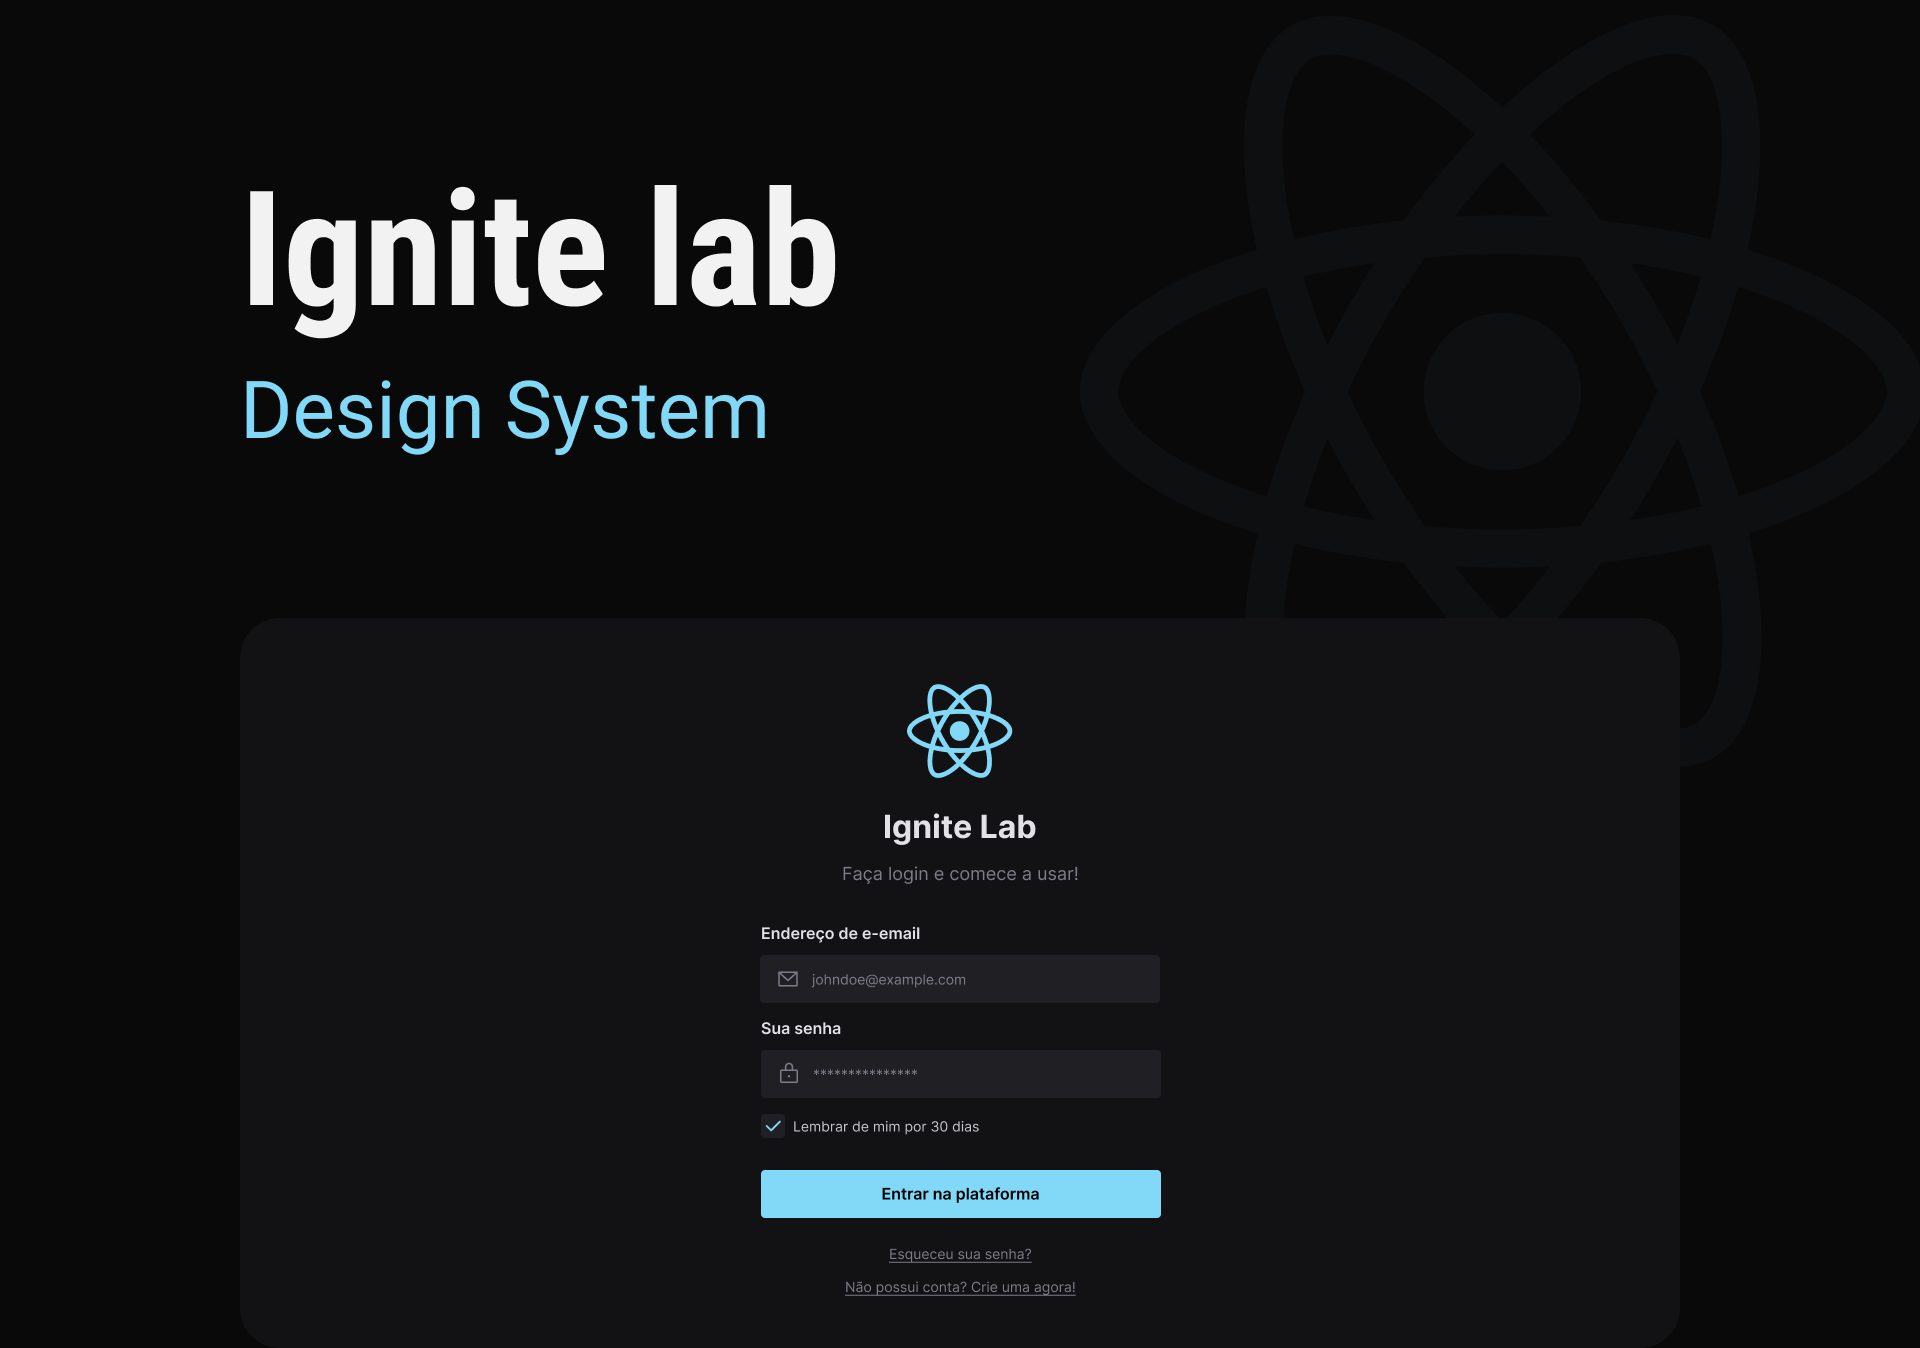 Ignite lab
Design System
Ignite Lab
Faça login e comece a usar!
Endereço de e-email
johndoe@example.com
Sua senha
***************
Lembrar de mim por 30 dias
Entrar na plataforma
Esqueceu sua senha?
Não possui conta? Crie uma agora!